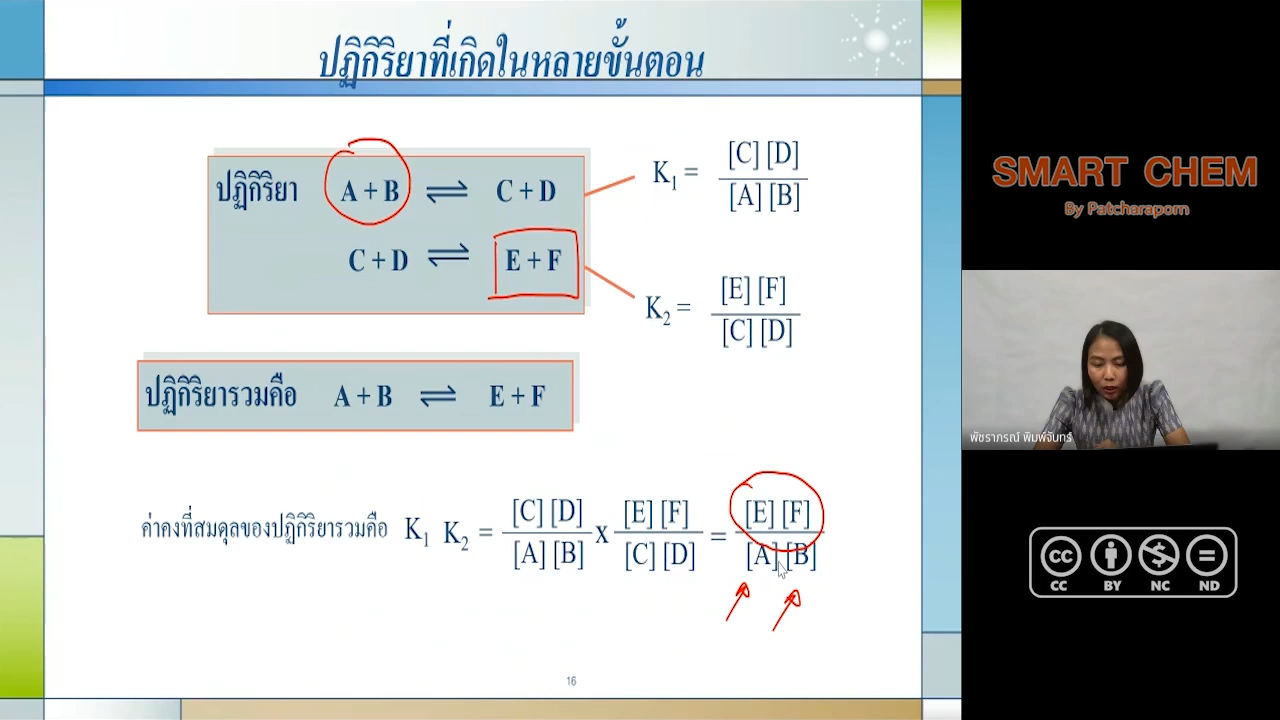 ปฏิกิริยาที่เกิดในหลายขั้นตอน
ปฏิกิริยา A + B ⇌ C + D
K1 = [C] [D] / [A] [B]
C + D ⇌ E + F
K2 = [E] [F] / [C] [D]
ปฏิกิริยารวมคือ A + B ⇌ E + F
ค่าคงที่สมดุลของปฏิกิริยารวมคือ K1 K2 = [C] [D] / [A] [B] x [E] [F] / [C] [D] = [E] [F] / [A] [B]
16
SMART CHEM
By Patcharaporn
พัชราภรณ์ พิมพ์จันทร์
CC BY NC ND